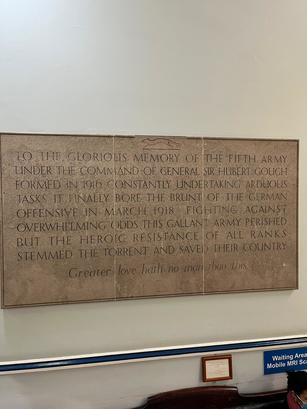 TO THE GLORIOUS MEMORY OF THE FIFTH ARMY
UNDER THE COMMAND OF GENERAL SIR HUBERT GOUGH
FORMED IN 1916 CONSTANTLY UNDERTAKING ARDUOUS
TASKS IT FINALLY BORE THE BRUNT OF THE GERMAN
OFFENSIVE IN MARCH 1918 FIGHTING AGAINST
OVERWHELMING ODDS THIS GALLANT ARMY PERISHED
BUT THE HEROIC RESISTANCE OF ALL RANKS
STEMMED THE TORRENT AND SAVED THEIR COUNTRY
Greater love hath no man than this
Waiting Area
Mobile MRI